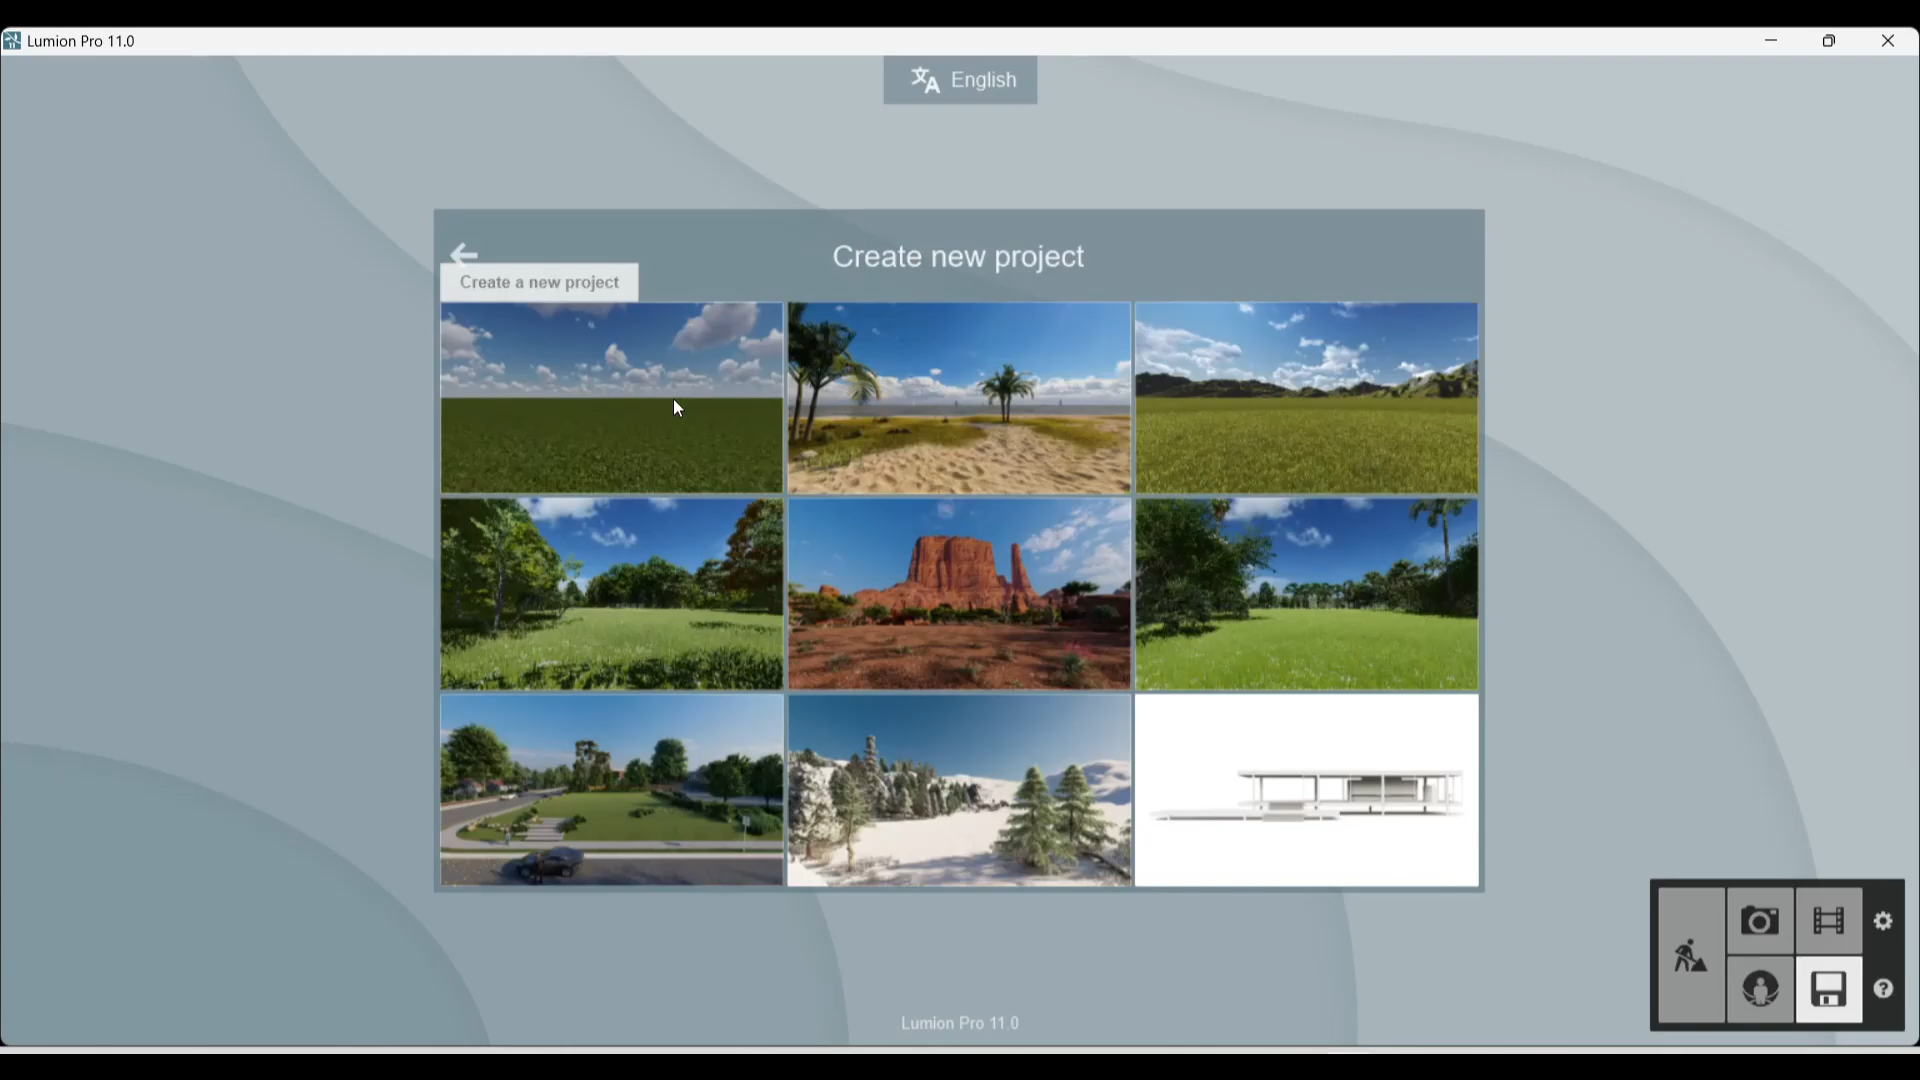 Lumion Pro 11.0
English
Create new project
Create a new project
Lumion Pro 11.0